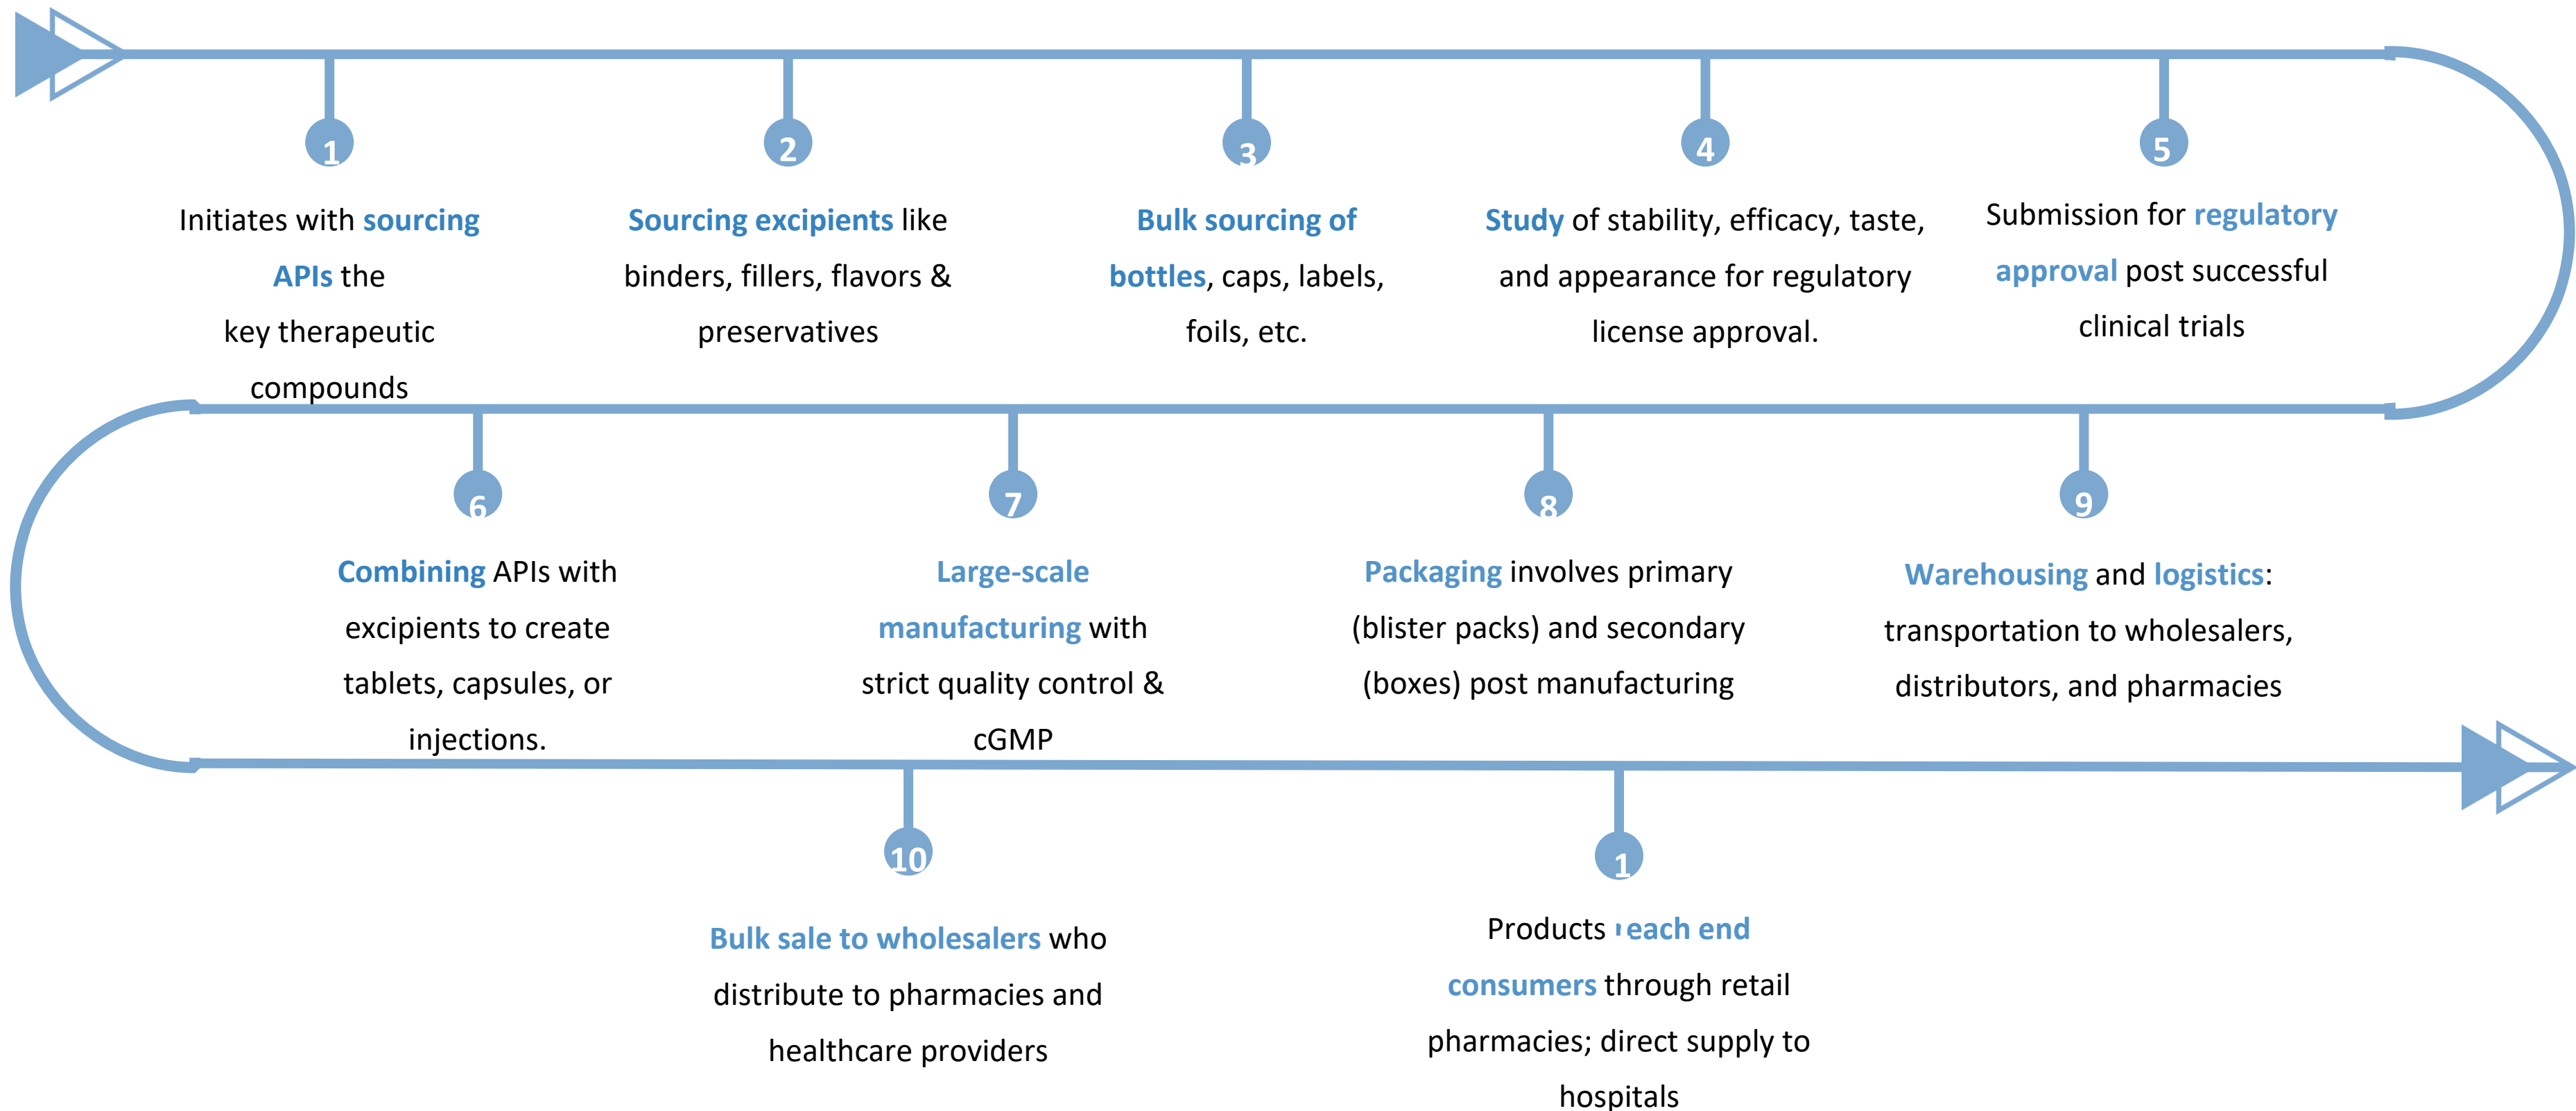 1
Initiates with sourcing
APIs the
key therapeutic
compounds
2
Sourcing excipients like
binders, fillers, flavors &
preservatives
3
Bulk sourcing of
bottles, caps, labels,
foils, etc.
4
Study of stability, efficacy, taste,
and appearance for regulatory
license approval.
5
Submission for regulatory
approval post successful
clinical trials
6
Combining APIs with
excipients to create
tablets, capsules, or
injections.
7
Large-scale
manufacturing with
strict quality control &
cGMP
8
Packaging involves primary
(blister packs) and secondary
(boxes) post manufacturing
9
Warehousing and logistics:
transportation to wholesalers,
distributors, and pharmacies
10
Bulk sale to wholesalers who
distribute to pharmacies and
healthcare providers
1
Products reach end
consumers through retail
pharmacies; direct supply to
hospitals